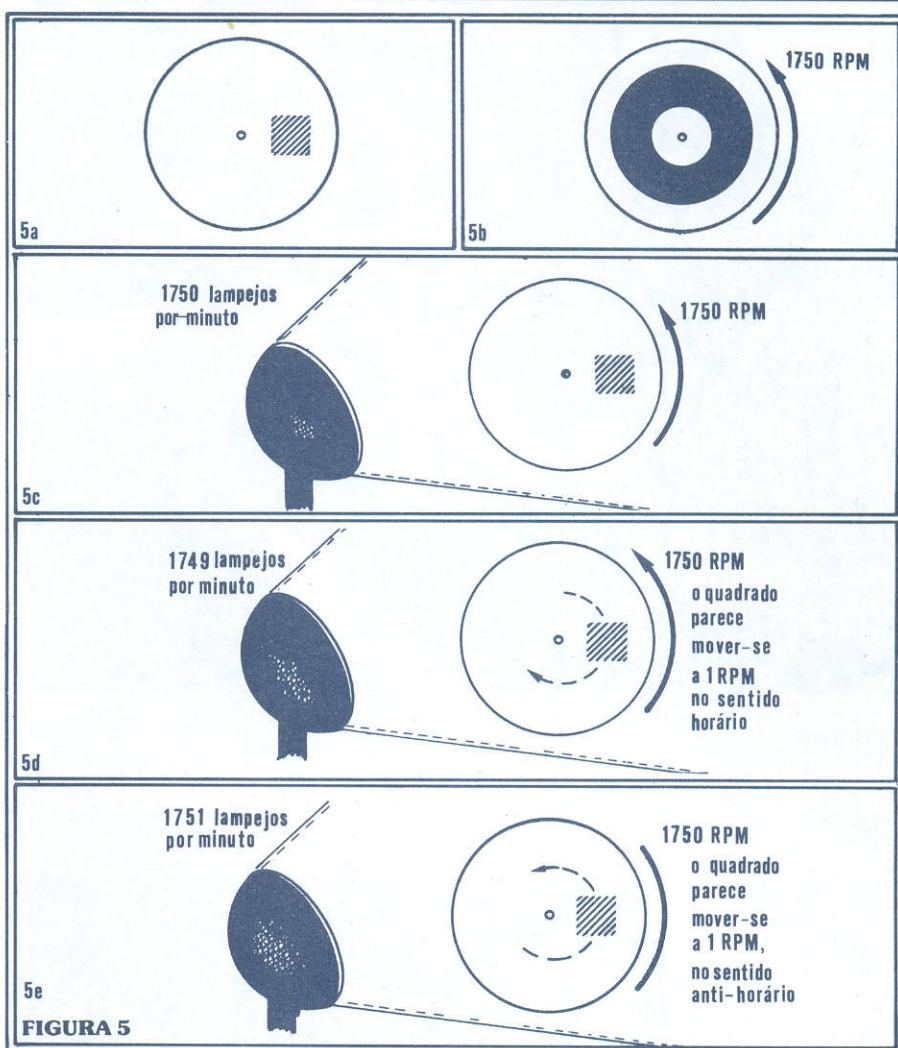 5a
1750 RPM
5b
1750 lampejos
por minuto
1750 RPM
5c
1749 lampejos
por minuto
1750 RPM
o quadrado
parece
mover-se
a 1 RPM
no sentido
horário
5d
1751 lampejos
por minuto
1750 RPM
o quadrado
parece
mover-se
a 1 RPM,
no sentido
anti-horário
5e
FIGURA 5